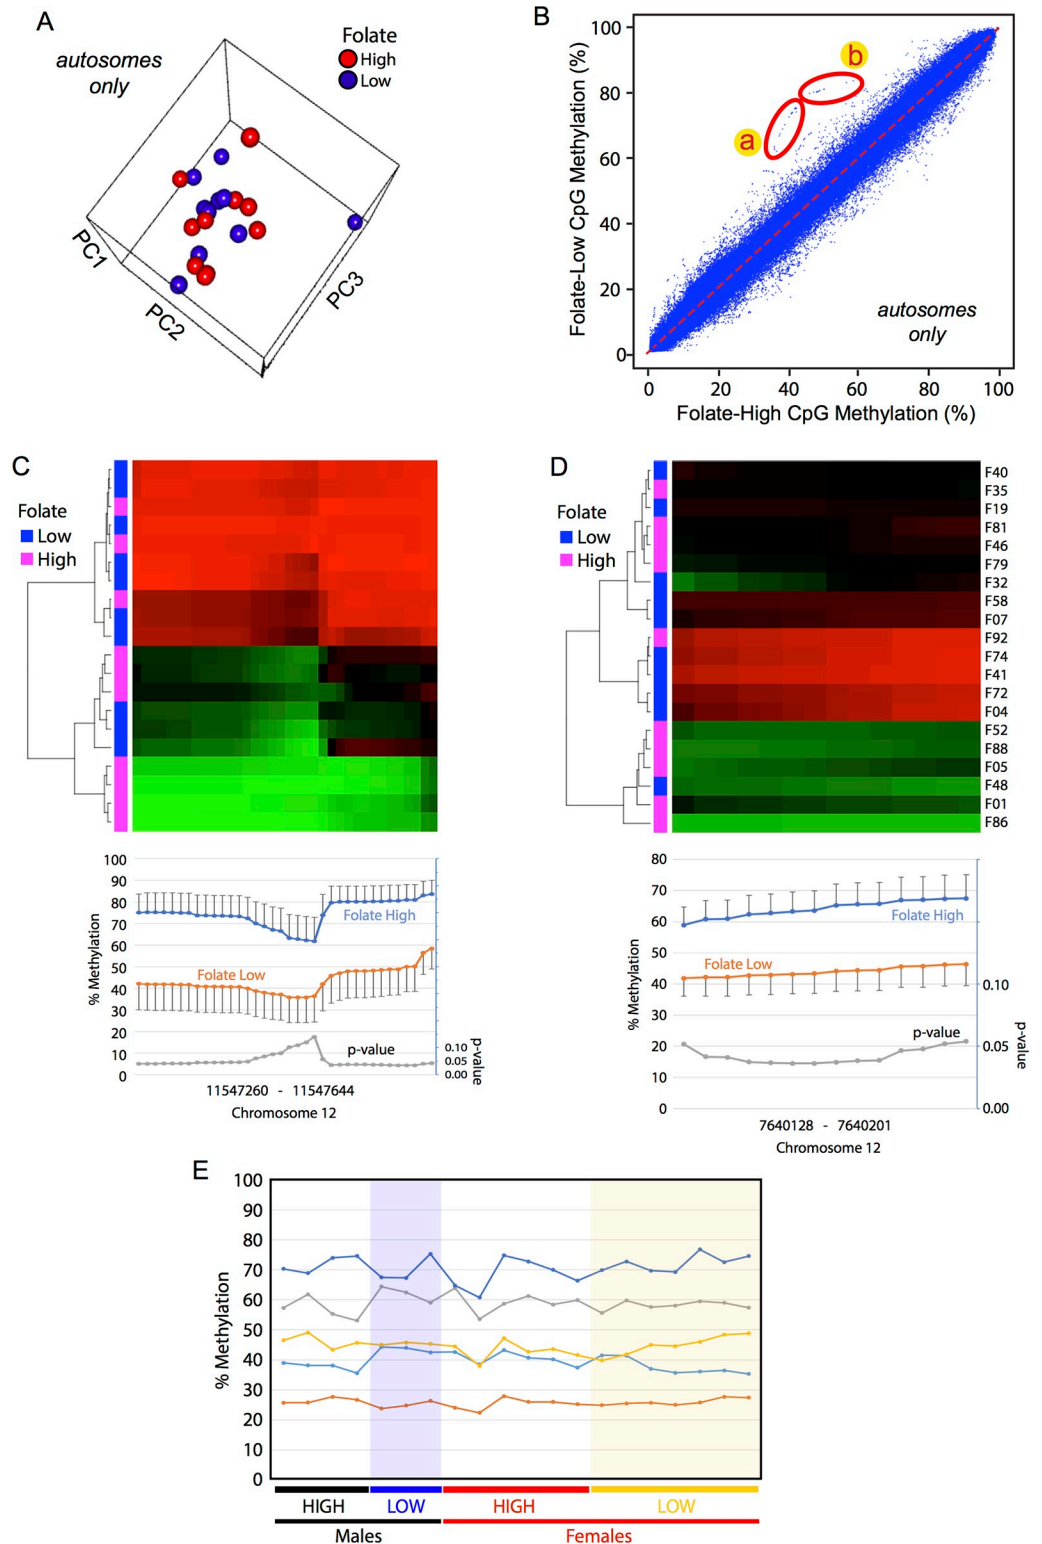 A
autosomes
only
Folate
High
Low
PC1
PC2
PC3
B
Folate-Low CpG Methylation (%)
100
80
60
40
20
0
a
b
autosomes
only
0 20 40 60 80 100
Folate-High CpG Methylation (%)
C
Folate
Low
High
% Methylation
100
90
80
70
60
50
40
30
20
10
0
Folate High
Folate Low
p-value
0.10
0.05
0.00
p-value
11547260 - 11547644
Chromosome 12
D
Folate
Low
High
F40
F35
F19
F81
F46
F79
F32
F58
F07
F92
F74
F41
F72
F04
F52
F88
F05
F48
F01
F86
% Methylation
80
70
60
50
40
30
20
10
0
Folate High
Folate Low
p-value
0.10
0.05
0.00
p-value
7640128 - 7640201
Chromosome 12
E
% Methylation
100
90
80
70
60
50
40
30
20
10
0
HIGH LOW HIGH LOW
Males Females